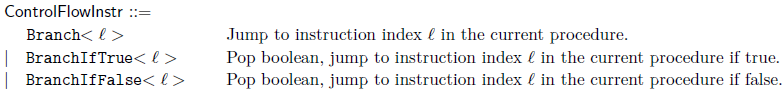 ControlFlowInstr ::=
Branch< ℓ > Jump to instruction index ℓ in the current procedure.
| BranchIfTrue< ℓ > Pop boolean, jump to instruction index ℓ in the current procedure if true.
| BranchIfFalse< ℓ > Pop boolean, jump to instruction index ℓ in the current procedure if false.